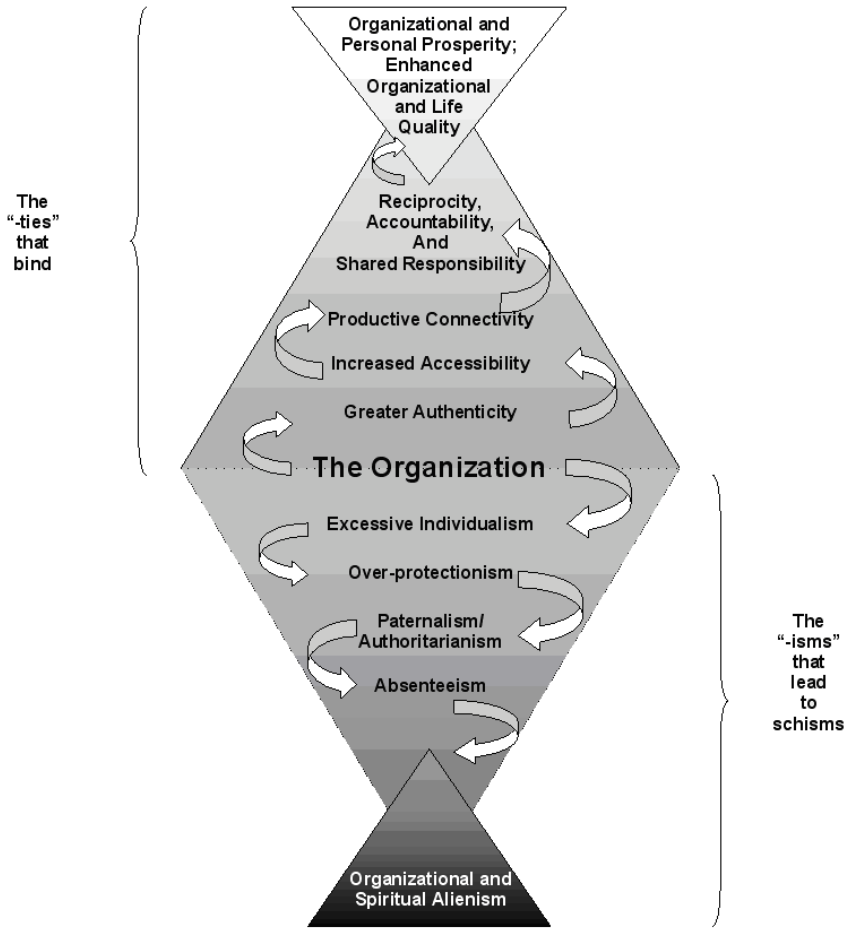 Organizational and
Personal Prosperity;
Enhanced
Organizational
and Life
Quality
The
“-ties”
that
bind
Reciprocity,
Accountability,
And
Shared Responsibility
Productive Connectivity
Increased Accessibility
Greater Authenticity
The Organization
Excessive Individualism
Over-protectionism
Paternalism/
Authoritarianism
Absenteeism
The
“-isms”
that
lead
to
schisms
Organizational and
Spiritual Alienism